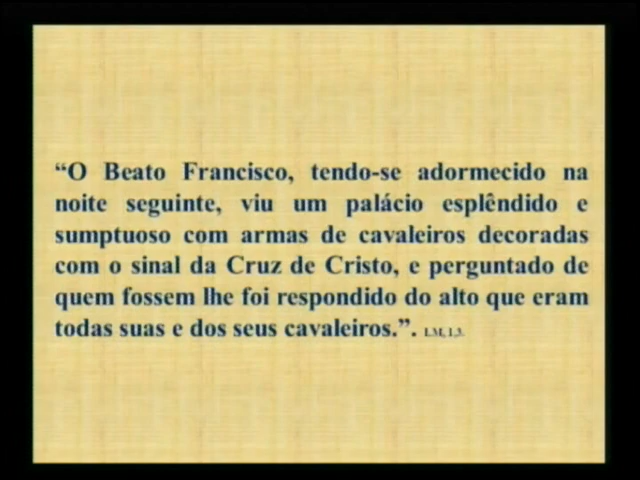 “O Beato Francisco, tendo-se adormecido na
noite seguinte, viu um palácio esplêndido e
sumptuoso com armas de cavaleiros decoradas
com o sinal da Cruz de Cristo, e perguntado de
quem fossem lhe foi respondido do alto que eram
todas suas e dos seus cavaleiros.”. LM, 1,3.